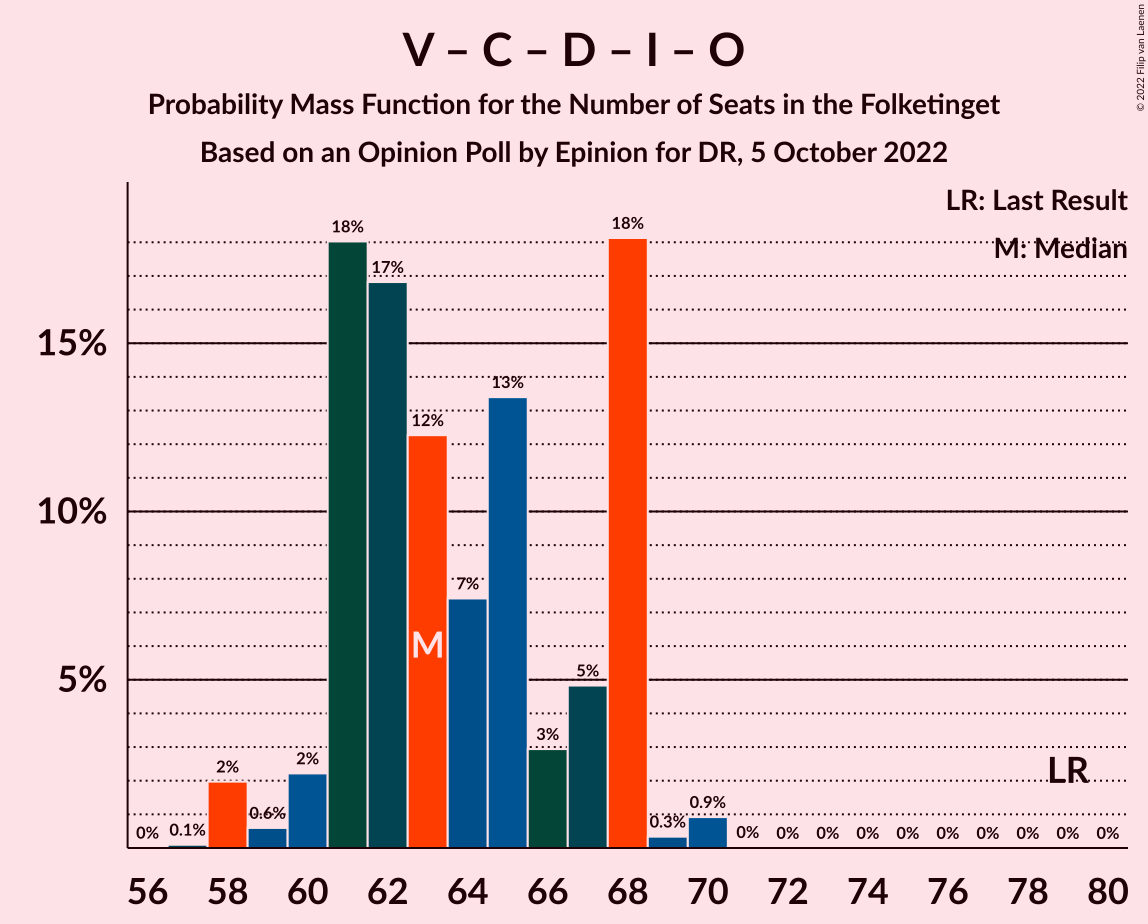 V – C – D – I – O
Probability Mass Function for the Number of Seats in the Folketinget
Based on an Opinion Poll by Epinion for DR, 5 October 2022
© 2022 Filip van Laenen
LR: Last Result
M: Median
15%
10%
5%
0% 0.1% 2% 0.6% 2% 18% 17% 12% 7% 13% 3% 5% 18% 0.3% 0.9% 0% 0% 0% 0% 0% 0% 0% 0% 0% 0%
M
LR
56 58 60 62 64 66 68 70 72 74 76 78 80